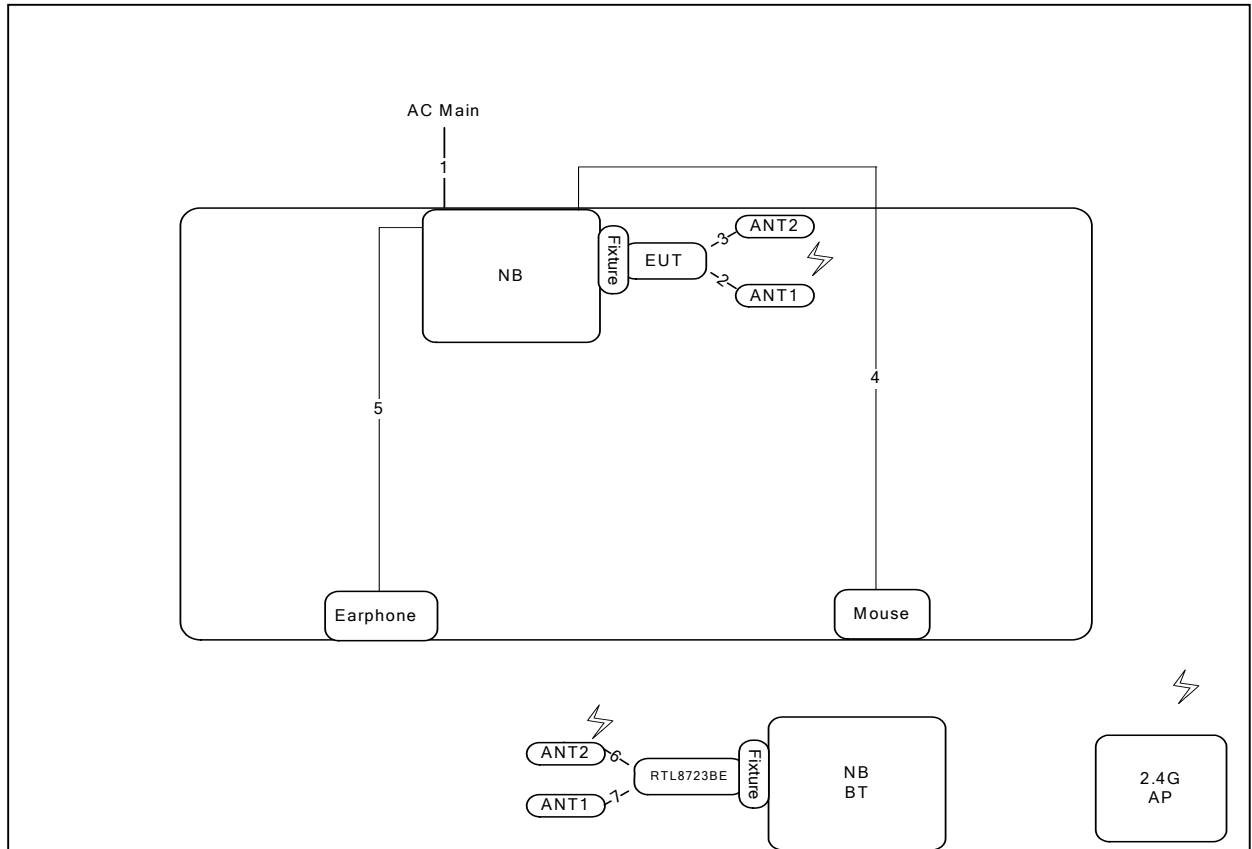 AC Main
1
ANT2
3
Fixture
EUT
NB
2
ANT1
4
5
Earphone
Mouse
ANT2
6
RTL8723BE
Fixture
NB
BT
7
ANT1
2.4G
AP